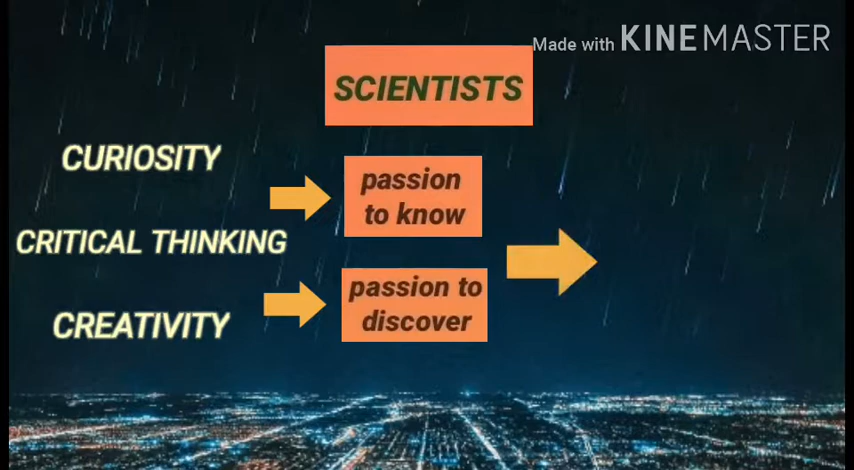 Made with KINEMASTER
SCIENTISTS
CURIOSITY
CRITICAL THINKING
CREATIVITY
passion
to know
passion to
discover